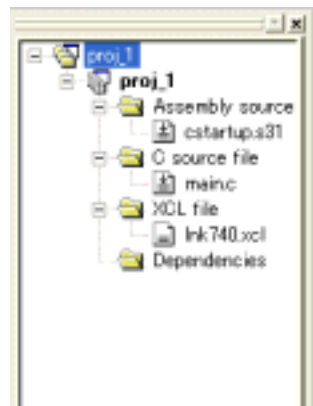 proj_1
proj_1
Assembly source
cstartup.s31
C source file
main.c
XCL file
lnk740.xcl
Dependencies